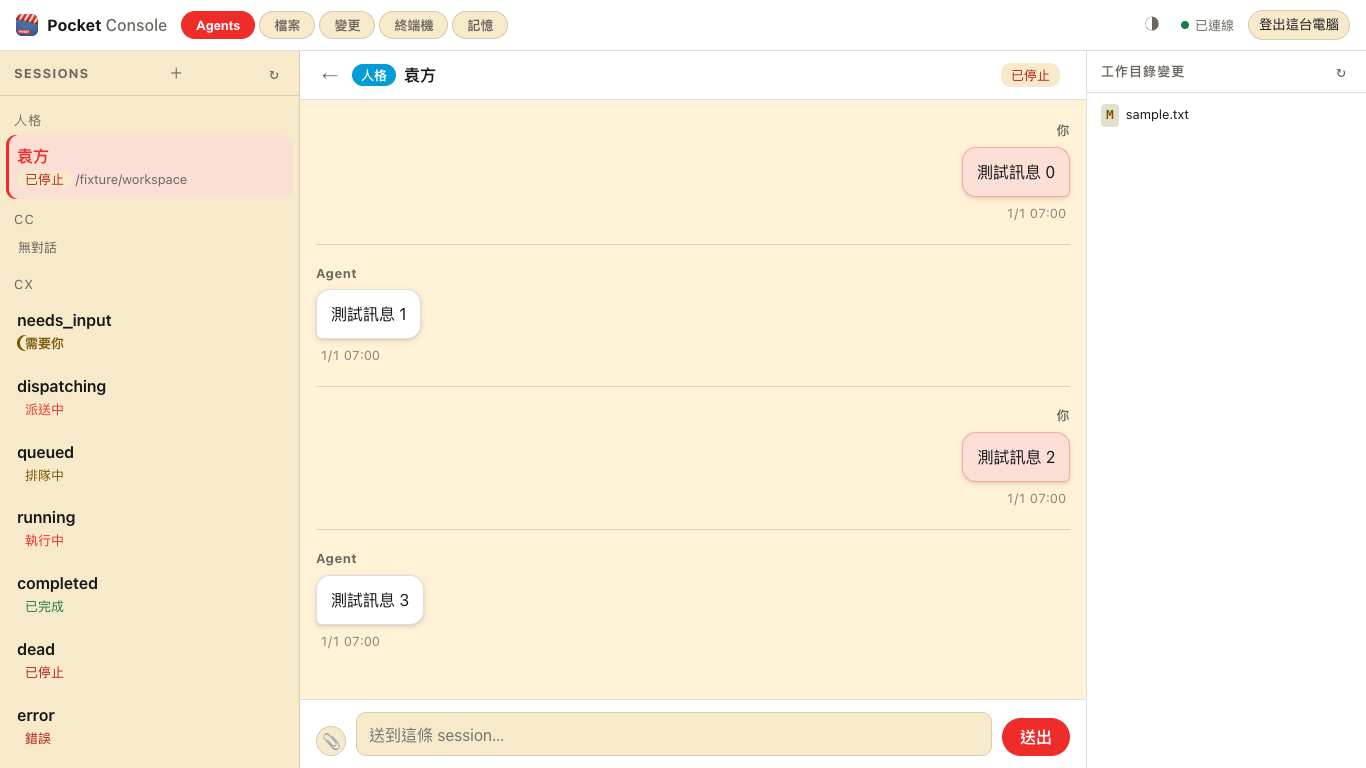 Pocket Console
Agents
檔案
變更
終端機
記憶
已連線
登出這台電腦
SESSIONS
人格
袁方
已停止 /fixture/workspace
CC
無對話
CX
needs_input
需要你
dispatching
派送中
queued
排隊中
running
執行中
completed
已完成
dead
已停止
error
錯誤
← 人格 袁方
已停止
你
測試訊息 0
1/1 07:00
Agent
測試訊息 1
1/1 07:00
你
測試訊息 2
1/1 07:00
Agent
測試訊息 3
1/1 07:00
送到這條 session...
送出
工作目錄變更
M sample.txt